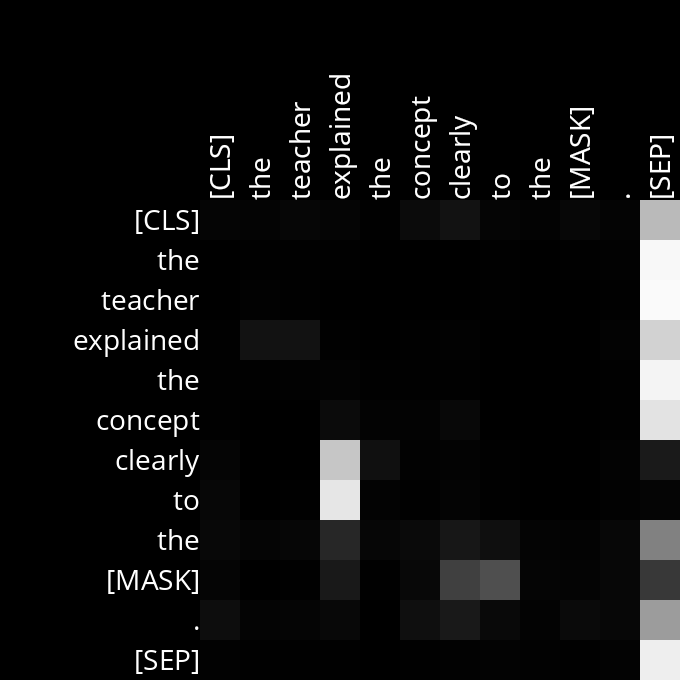 [CLS] the teacher explained the concept clearly to the [MASK] . [SEP]
[CLS]
the
teacher
explained
the
concept
clearly
to
the
[MASK]
.
[SEP]